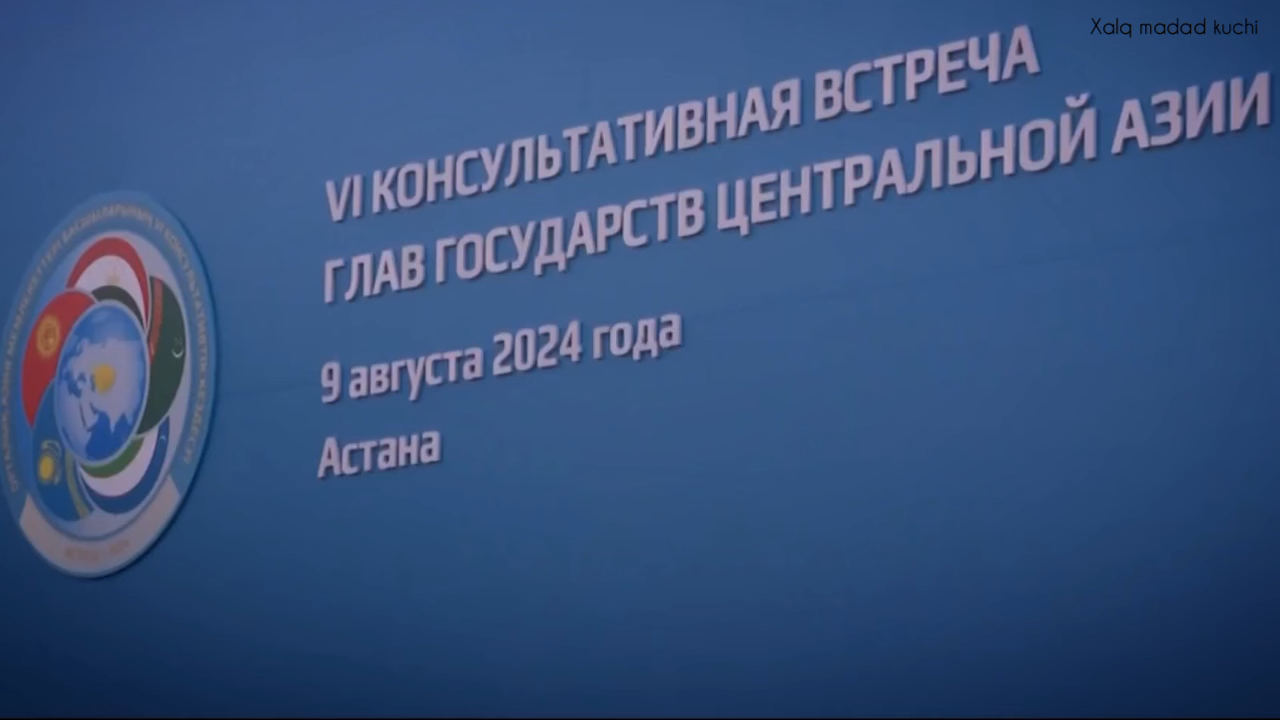 Xalq madad kuchi
VI КОНСУЛЬТАТИВНАЯ ВСТРЕЧА
ГЛАВ ГОСУДАРСТВ ЦЕНТРАЛЬНОЙ АЗИИ
9 августа 2024 года
Астана